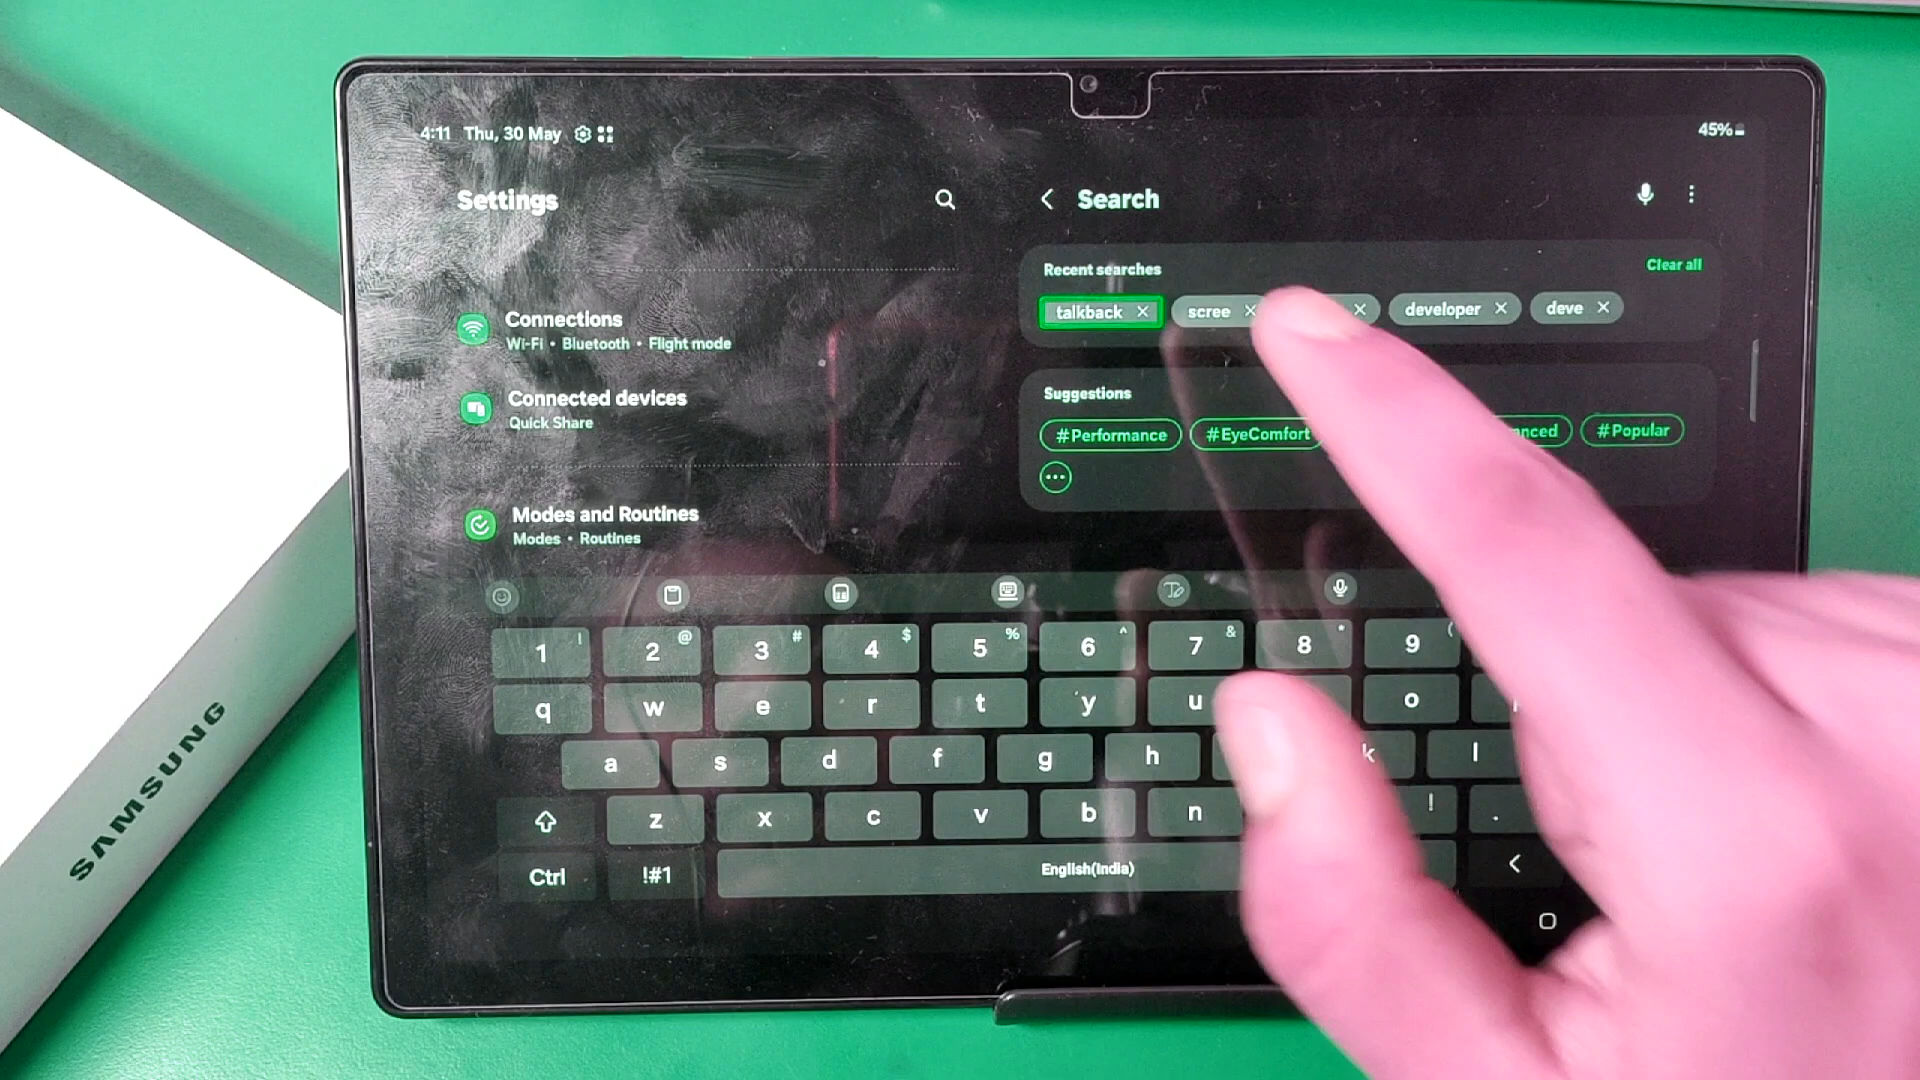 4:11 Thu, 30 May
45%
Settings
Search
Recent searches
Clear all
talkback
scree
developer
deve
Connections
Wi-Fi • Bluetooth • Flight mode
Connected devices
Quick Share
Suggestions
#Performance
#EyeComfort
#Popular
Modes and Routines
Modes • Routines
1 ! 2 @ 3 # 4 $ 5 % 6 ^ 7 & 8 * 9 (
q w e r t y u o
a s d f g h k l
z x c v b n ! .
Ctrl !#1 English(India)
SAMSUNG